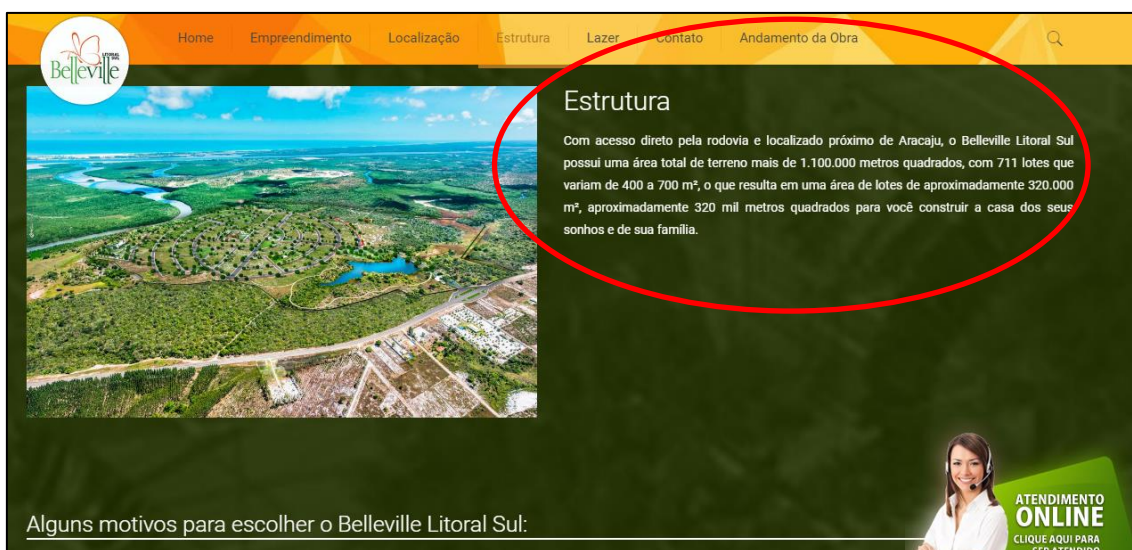 Home Empreendimento Localização Estrutura Lazer Contato Andamento da Obra
LITORAL
SUL
Belleville
Estrutura
Com acesso direto pela rodovia e localizado próximo de Aracaju, o Belleville Litoral Sul
possui uma área total de terreno mais de 1.100.000 metros quadrados, com 711 lotes que
variam de 400 a 700 m², o que resulta em uma área de lotes de aproximadamente 320.000
m², aproximadamente 320 mil metros quadrados para você construir a casa dos seus
sonhos e de sua família.
Alguns motivos para escolher o Belleville Litoral Sul:
ATENDIMENTO
ONLINE
CLIQUE AQUI PARA
SER ATENDIDO